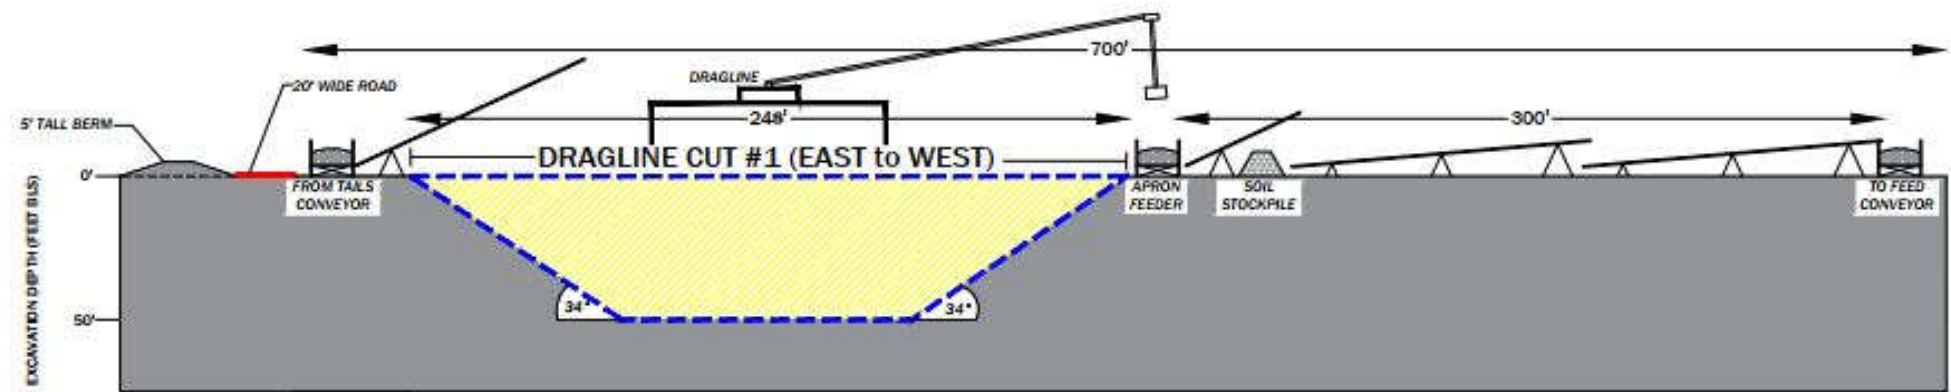 700'
DRAGLINE
20' WIDE ROAD
5' TALL BERM
248'
300'
DRAGLINE CUT #1 (EAST to WEST)
0'
FROM TAILS
CONVEYOR
APRON
FEEDER
SOIL
STOCKPILE
TO FEED
CONVEYOR
34°
34°
50'
EXCAVATION DEPTH (FEET BLS)